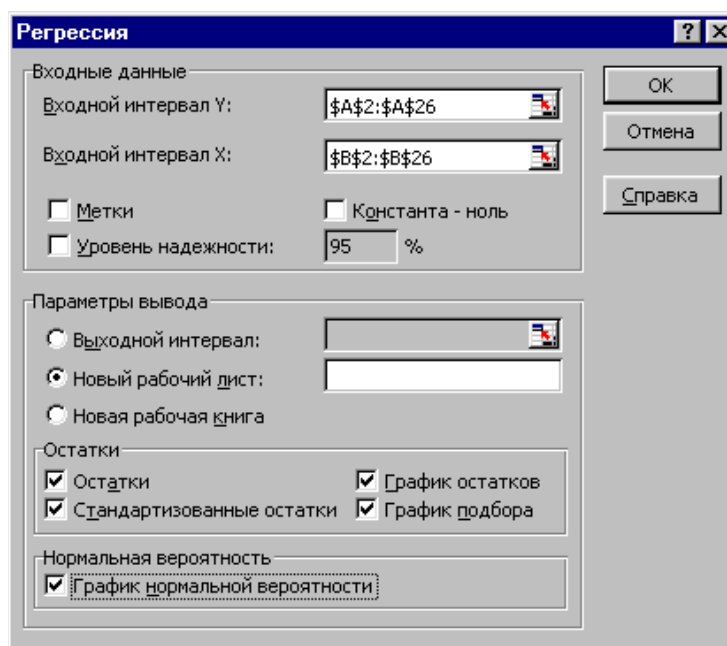 Регрессия
Входные данные
Входной интервал Y: $A$2:$A$26
Входной интервал X: $B$2:$B$26
Метки Константа - ноль
Уровень надежности: 95 %
OK
Отмена
Справка
Параметры вывода
Выходной интервал:
Новый рабочий лист:
Новая рабочая книга
Остатки
Остатки График остатков
Стандартизованные остатки График подбора
Нормальная вероятность
График нормальной вероятности